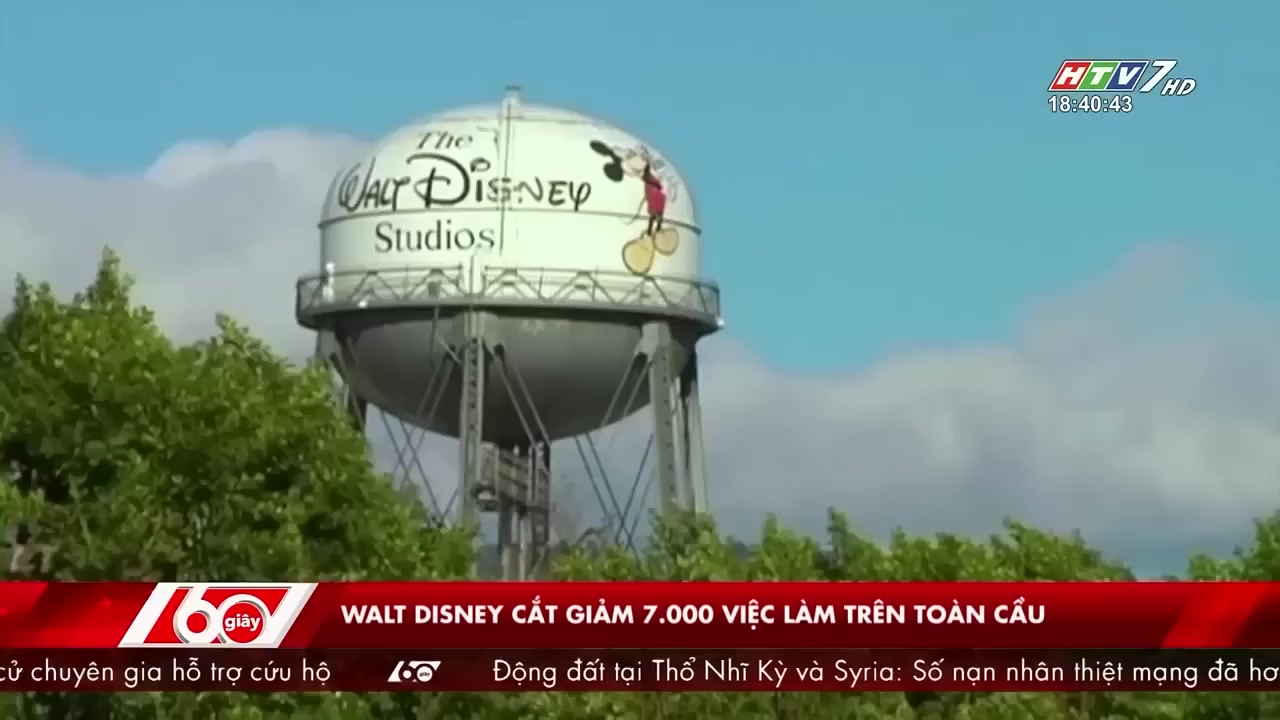 HTV7 HD
18:40:43
The
WALT DISNEY
Studios
60 giây
WALT DISNEY CẮT GIẢM 7.000 VIỆC LÀM TRÊN TOÀN CẦU
cử chuyên gia hỗ trợ cứu hộ 60 giây Động đất tại Thổ Nhĩ Kỳ và Syria: Số nạn nhân thiệt mạng đã